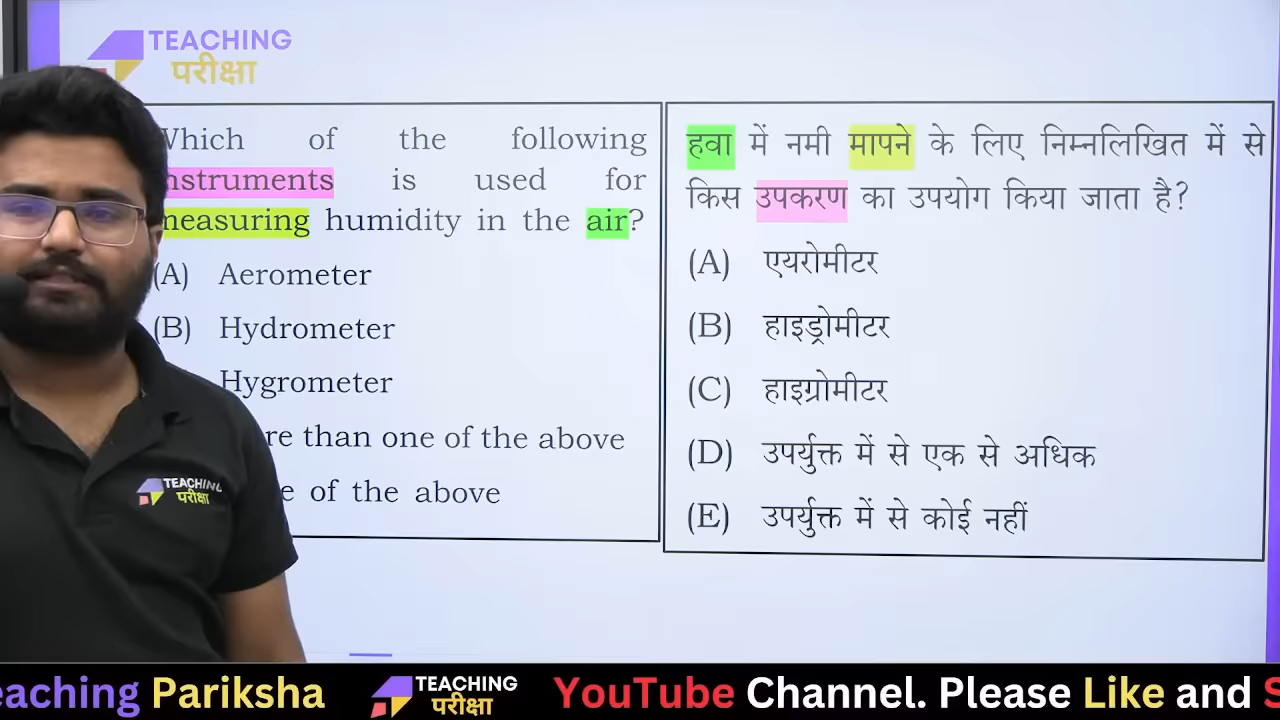 TEACHING
परीक्षा
Which of the following
instruments is used for
measuring humidity in the air?
(A) Aerometer
(B) Hydrometer
Hygrometer
re than one of the above
e of the above
हवा में नमी मापने के लिए निम्नलिखित में से
किस उपकरण का उपयोग किया जाता है?
(A) एयरोमीटर
(B) हाइड्रोमीटर
(C) हाइग्रोमीटर
(D) उपर्युक्त में से एक से अधिक
(E) उपर्युक्त में से कोई नहीं
TEACHING
परीक्षा
eaching Pariksha TEACHING परीक्षा YouTube Channel. Please Like and S